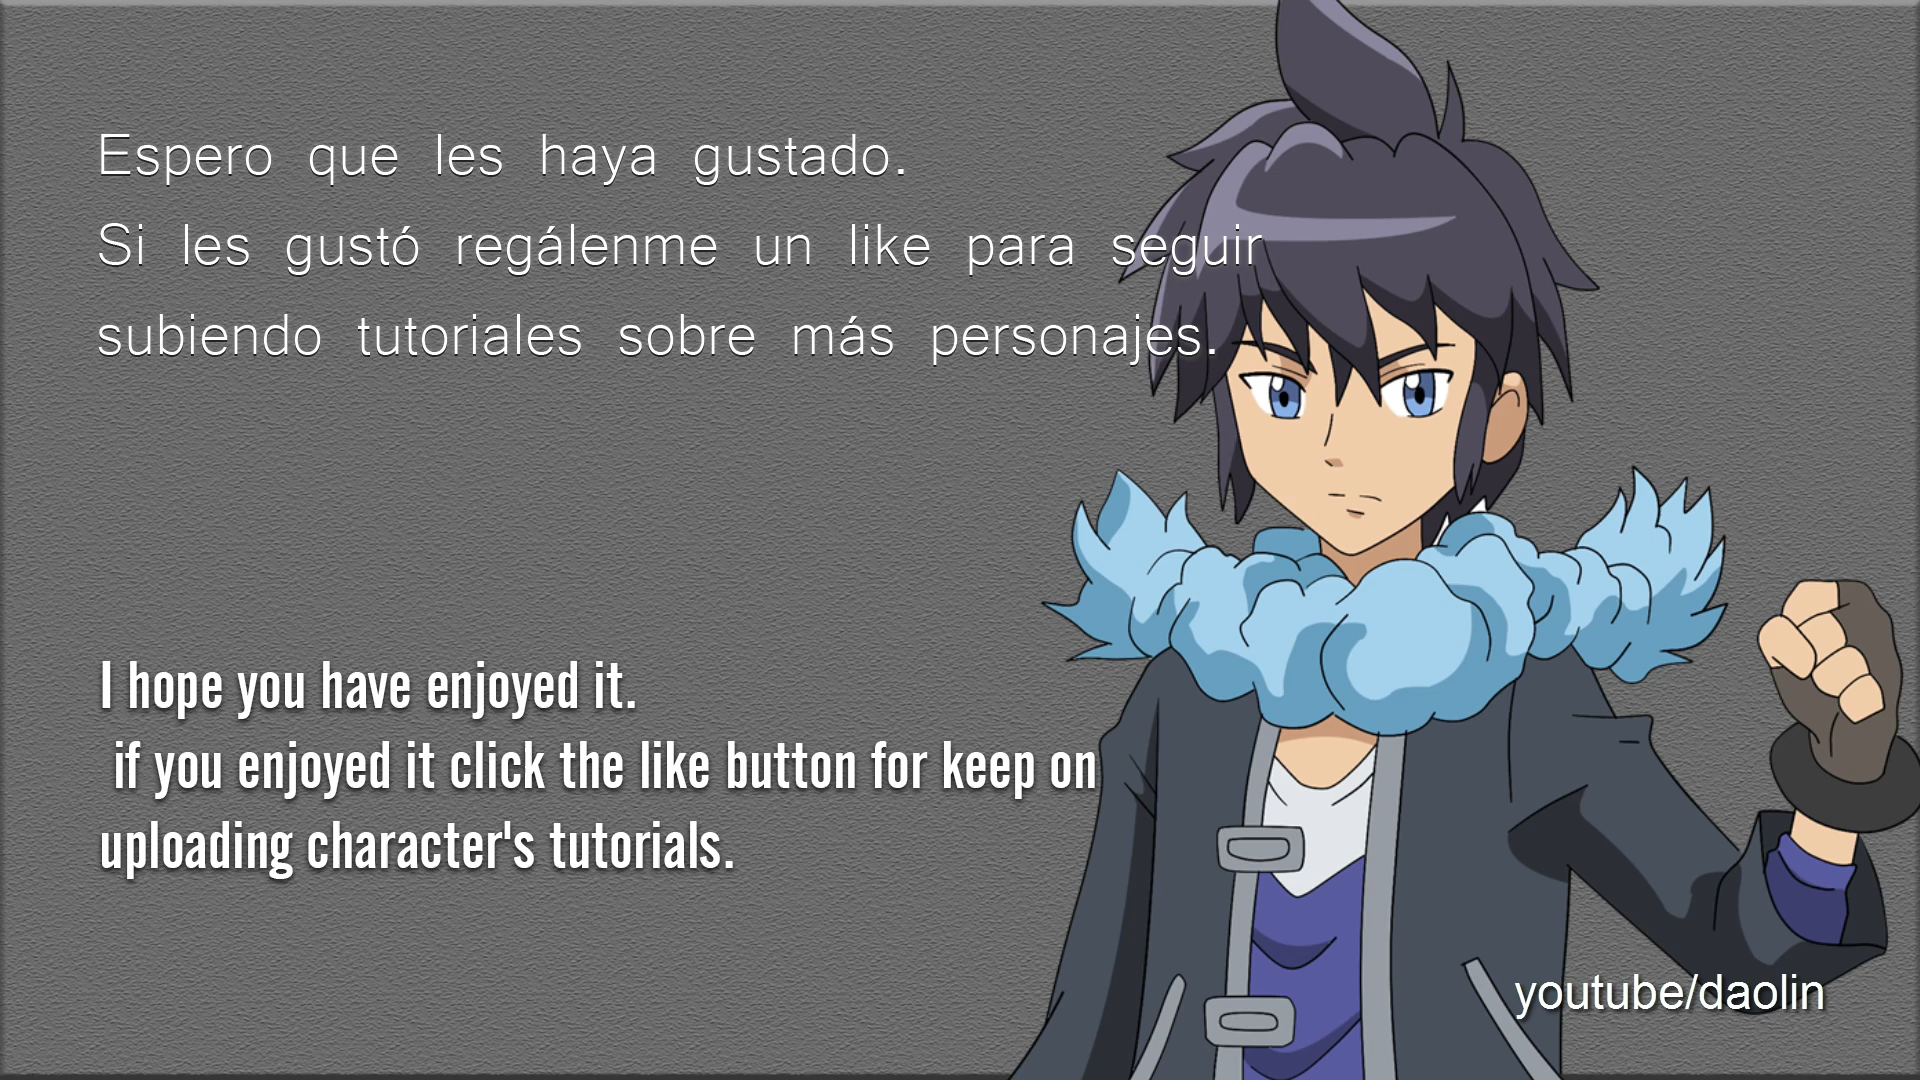 Espero que les haya gustado.
Si les gustó regálenme un like para seguir
subiendo tutoriales sobre más personajes.
I hope you have enjoyed it.
if you enjoyed it click the like button for keep on
uploading character's tutorials.
youtube/daolin